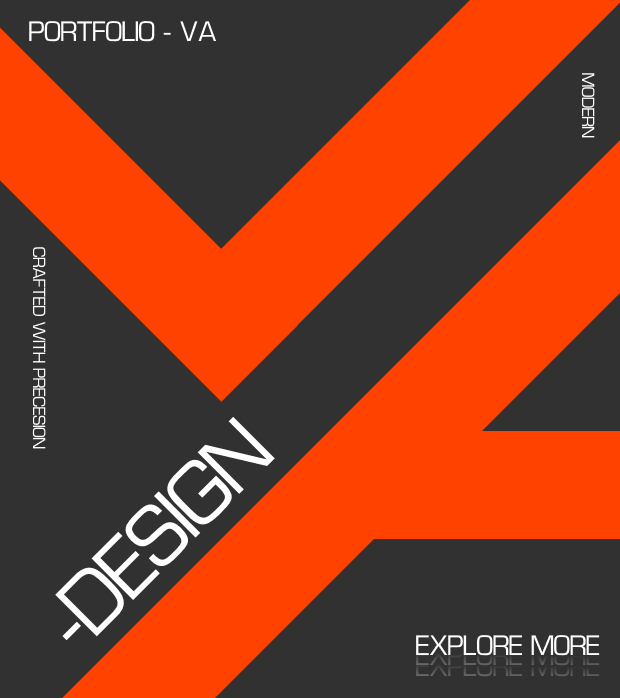 PORTFOLIO - VA
MODERN
CRAFTED WITH PRECESION
-DESIGN
EXPLORE MORE